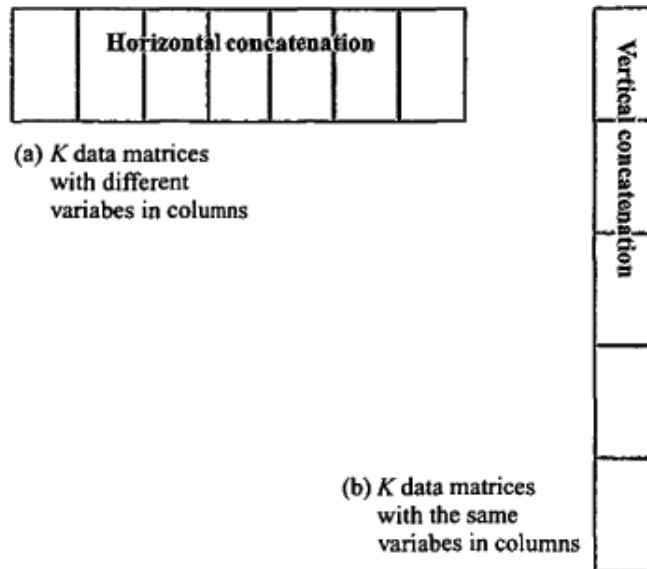 Horizontal concatenation
(a) K data matrices
with different
variabes in columns
Vertical concatenation
(b) K data matrices
with the same
variabes in columns